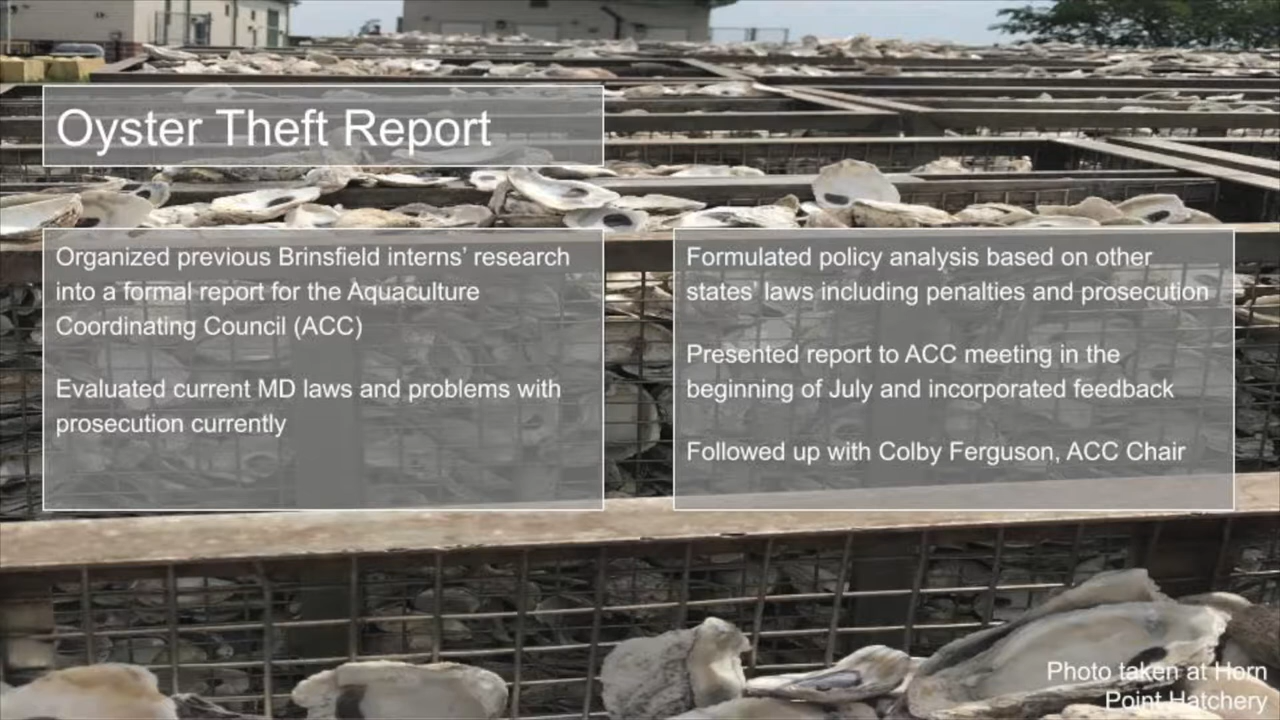 Oyster Theft Report
Organized previous Brinsfield interns’ research
into a formal report for the Aquaculture
Coordinating Council (ACC)
Evaluated current MD laws and problems with
prosecution currently
Formulated policy analysis based on other
states’ laws including penalties and prosecution
Presented report to ACC meeting in the
beginning of July and incorporated feedback
Followed up with Colby Ferguson, ACC Chair
Photo taken at Horn
Point Hatchery